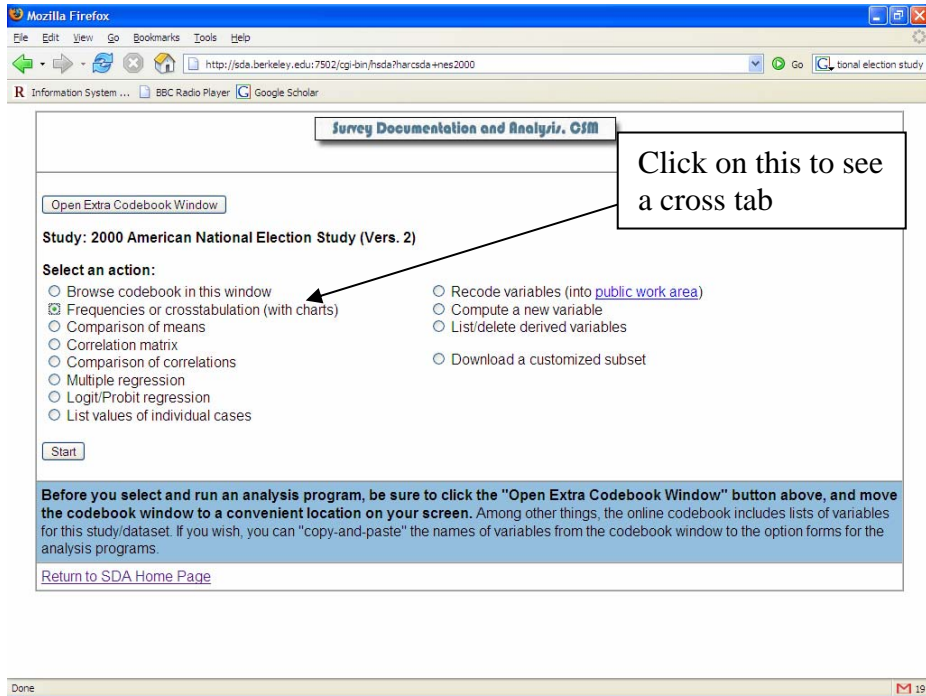 Mozilla Firefox
File Edit View Go Bookmarks Tools Help
http://sda.berkeley.edu:7502/cgi-bin/hsda?harcsda+nes2000 Go tional election study
R Information System ... BBC Radio Player Google Scholar
Survey Documentation and Analysis, CSM
Click on this to see
a cross tab
Open Extra Codebook Window
Study: 2000 American National Election Study (Vers. 2)
Select an action:
Browse codebook in this window
Frequencies or crosstabulation (with charts)
Comparison of means
Correlation matrix
Comparison of correlations
Multiple regression
Logit/Probit regression
List values of individual cases
Recode variables (into public work area)
Compute a new variable
List/delete derived variables
Download a customized subset
Start
Before you select and run an analysis program, be sure to click the "Open Extra Codebook Window" button above, and move
the codebook window to a convenient location on your screen. Among other things, the online codebook includes lists of variables
for this study/dataset. If you wish, you can "copy-and-paste" the names of variables from the codebook window to the option forms for the
analysis programs.
Return to SDA Home Page
Done 19